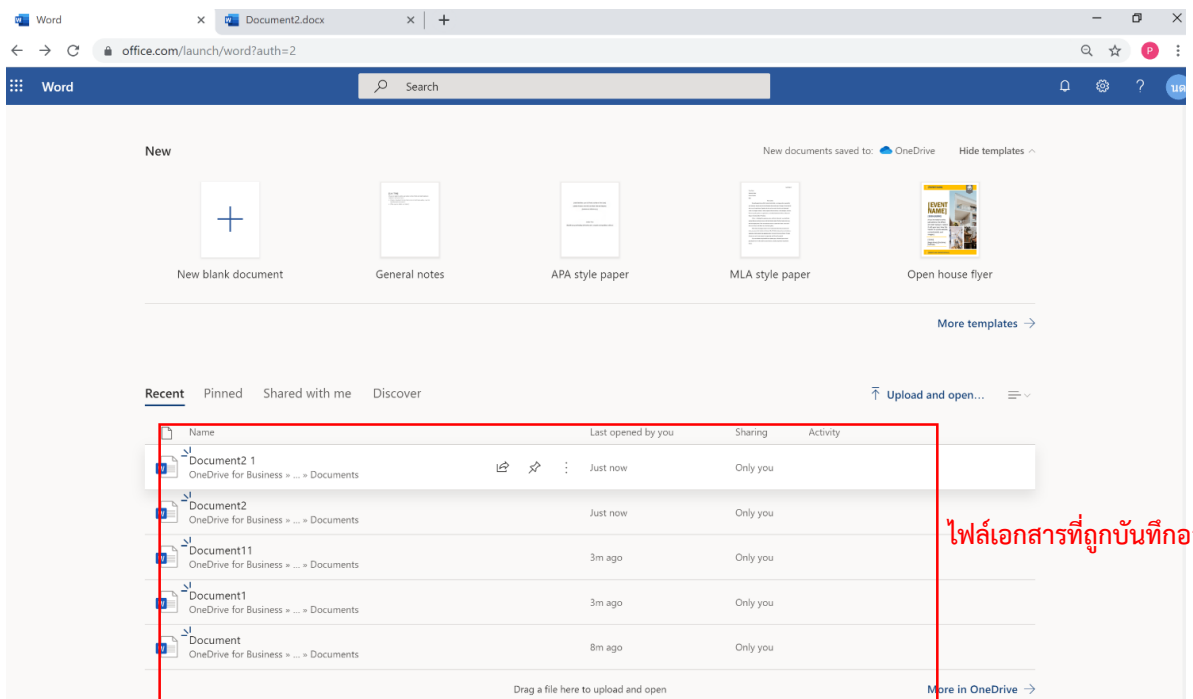 Word
Document2.docx
office.com/launch/word?auth=2
P
Word
Search
New
New documents saved to: OneDrive
Hide templates
[EVENT NAME]
New blank document
General notes
APA style paper
MLA style paper
Open house flyer
More templates
Recent
Pinned
Shared with me
Discover
Upload and open...
Name
Last opened by you
Sharing
Activity
Document2 1
OneDrive for Business » ... » Documents
Just now
Only you
Document2
OneDrive for Business » ... » Documents
Just now
Only you
ไฟล์เอกสารที่ถูกบันทึกอ
Document11
OneDrive for Business » ... » Documents
3m ago
Only you
Document1
OneDrive for Business » ... » Documents
3m ago
Only you
Document
OneDrive for Business » ... » Documents
8m ago
Only you
Drag a file here to upload and open
More in OneDrive